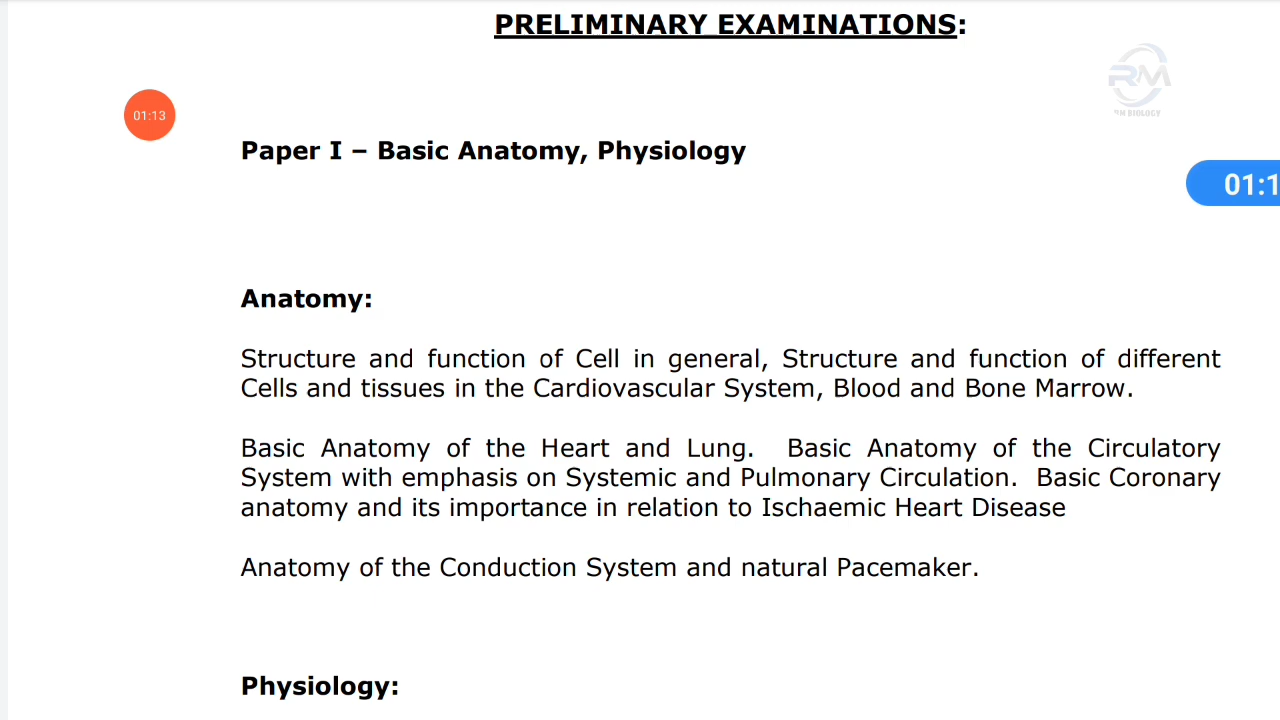 PRELIMINARY EXAMINATIONS:
RM
RM BIOLOGY
01:13
Paper I – Basic Anatomy, Physiology
01:1
Anatomy:
Structure and function of Cell in general, Structure and function of different
Cells and tissues in the Cardiovascular System, Blood and Bone Marrow.
Basic Anatomy of the Heart and Lung. Basic Anatomy of the Circulatory
System with emphasis on Systemic and Pulmonary Circulation. Basic Coronary
anatomy and its importance in relation to Ischaemic Heart Disease
Anatomy of the Conduction System and natural Pacemaker.
Physiology: